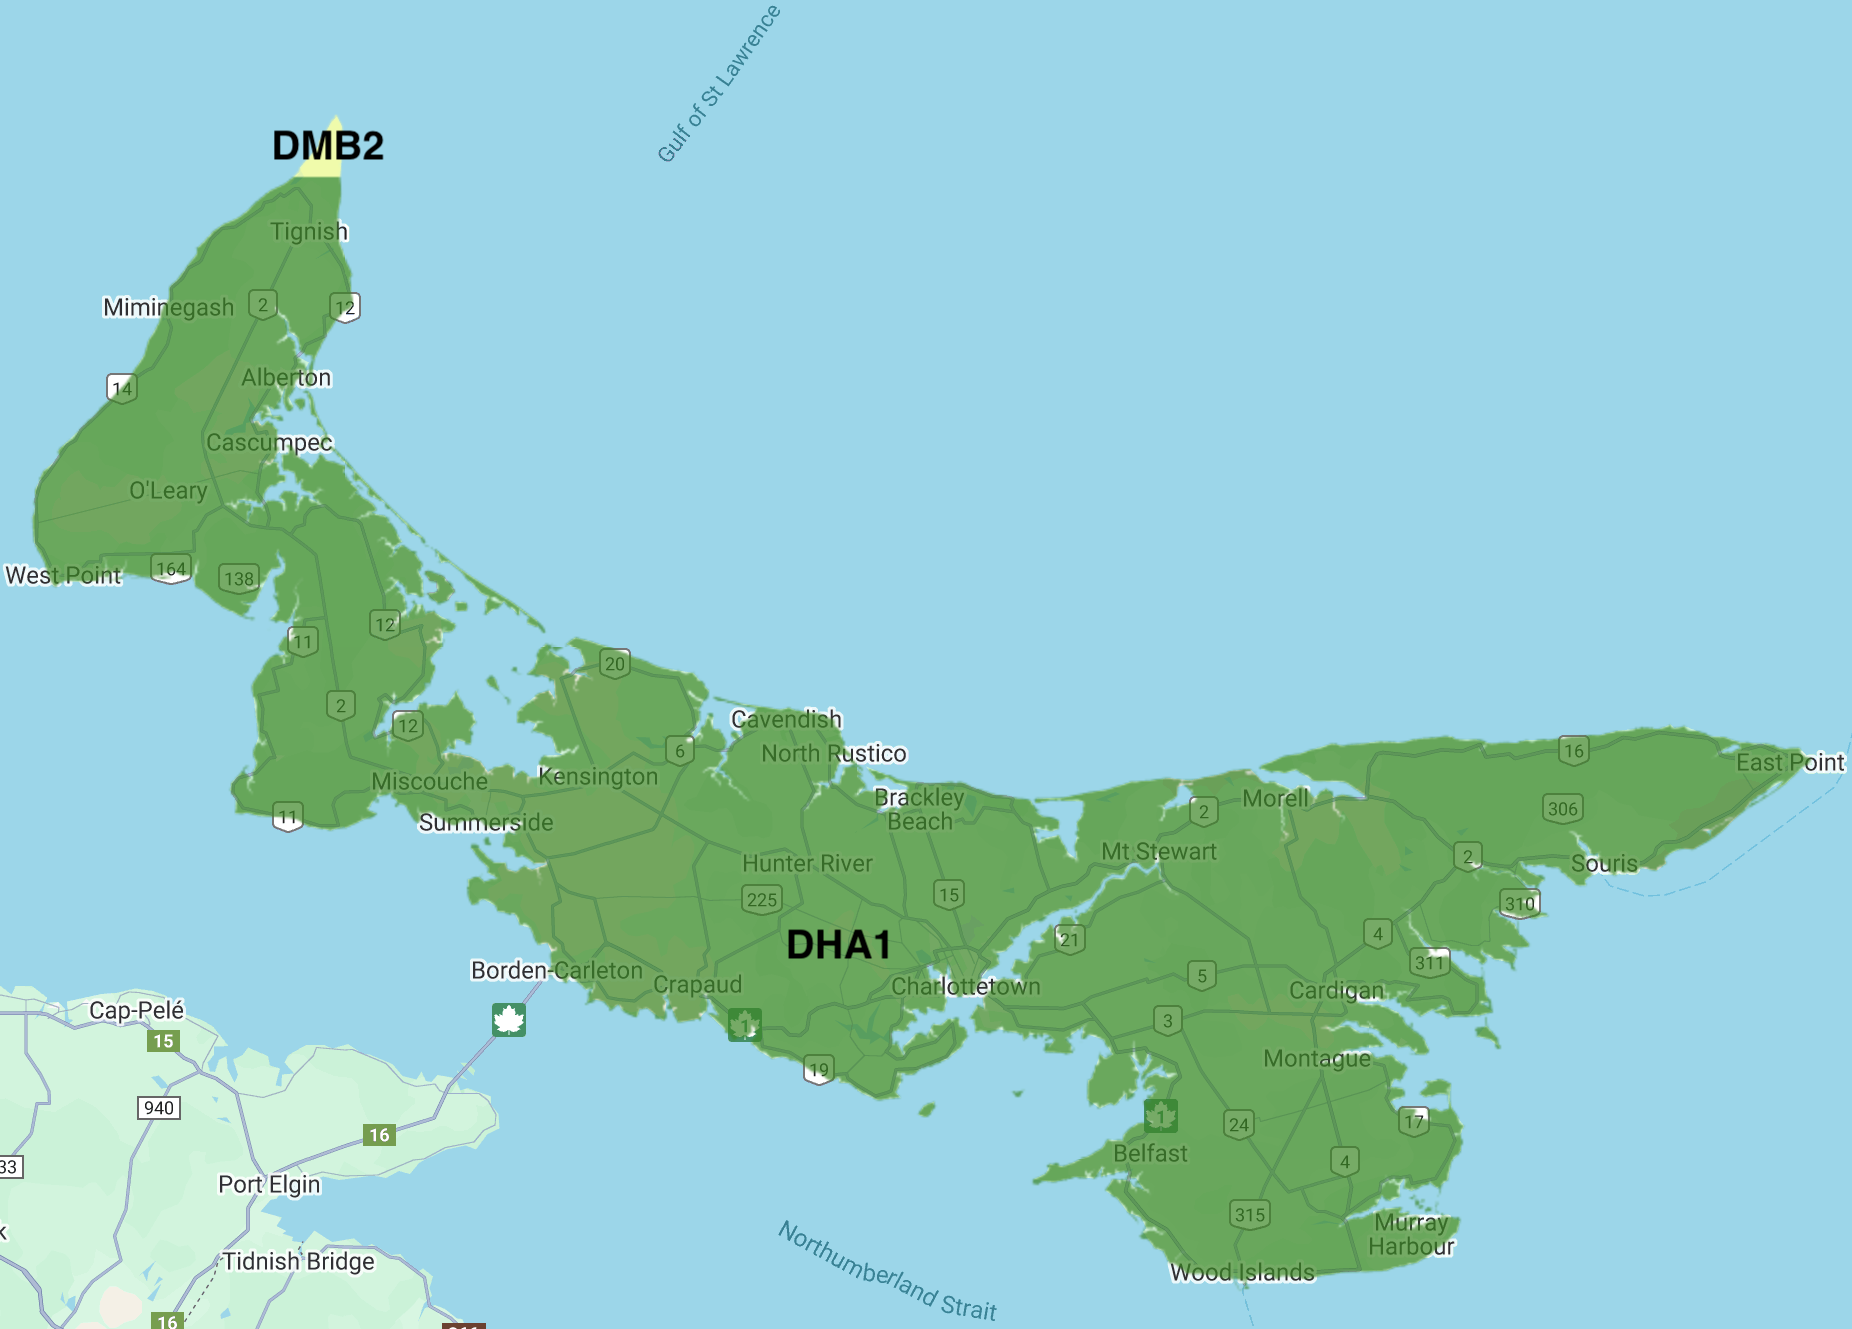 Gulf of St Lawrence
DMB2
Tignish
Miminegash
2
12
14
Alberton
Cascumpec
O'Leary
West Point
164
138
12
11
20
2
12
Cavendish
6
North Rustico
16
East Point
Miscouche
Kensington
Brackley
Beach
Morell
2
306
11
Summerside
Hunter River
Mt Stewart
2
Souris
225
15
310
DHA1
21
4
311
Borden-Carleton
Crapaud
Charlottetown
5
Cardigan
Cap-Pelé
1
3
15
Montague
19
940
16
1
24
17
33
Belfast
4
Port Elgin
315
Murray
Harbour
k
Northumberland Strait
Tidnish Bridge
Wood Islands
16